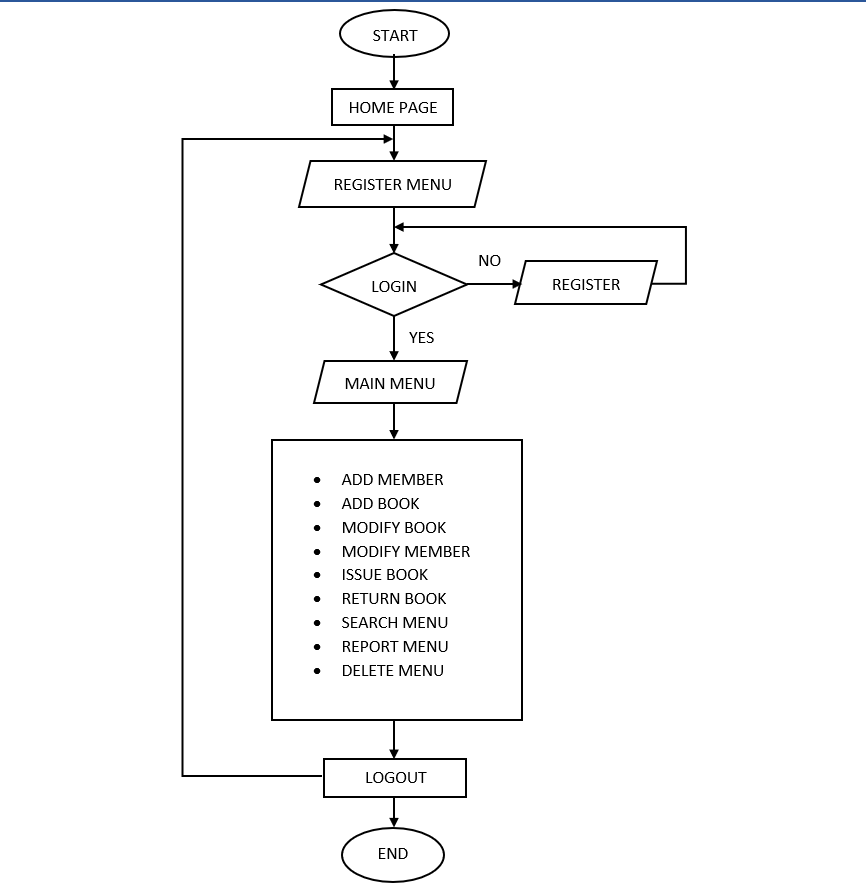 START
HOME PAGE
REGISTER MENU
NO
LOGIN
REGISTER
YES
MAIN MENU
• ADD MEMBER
• ADD BOOK
• MODIFY BOOK
• MODIFY MEMBER
• ISSUE BOOK
• RETURN BOOK
• SEARCH MENU
• REPORT MENU
• DELETE MENU
LOGOUT
END